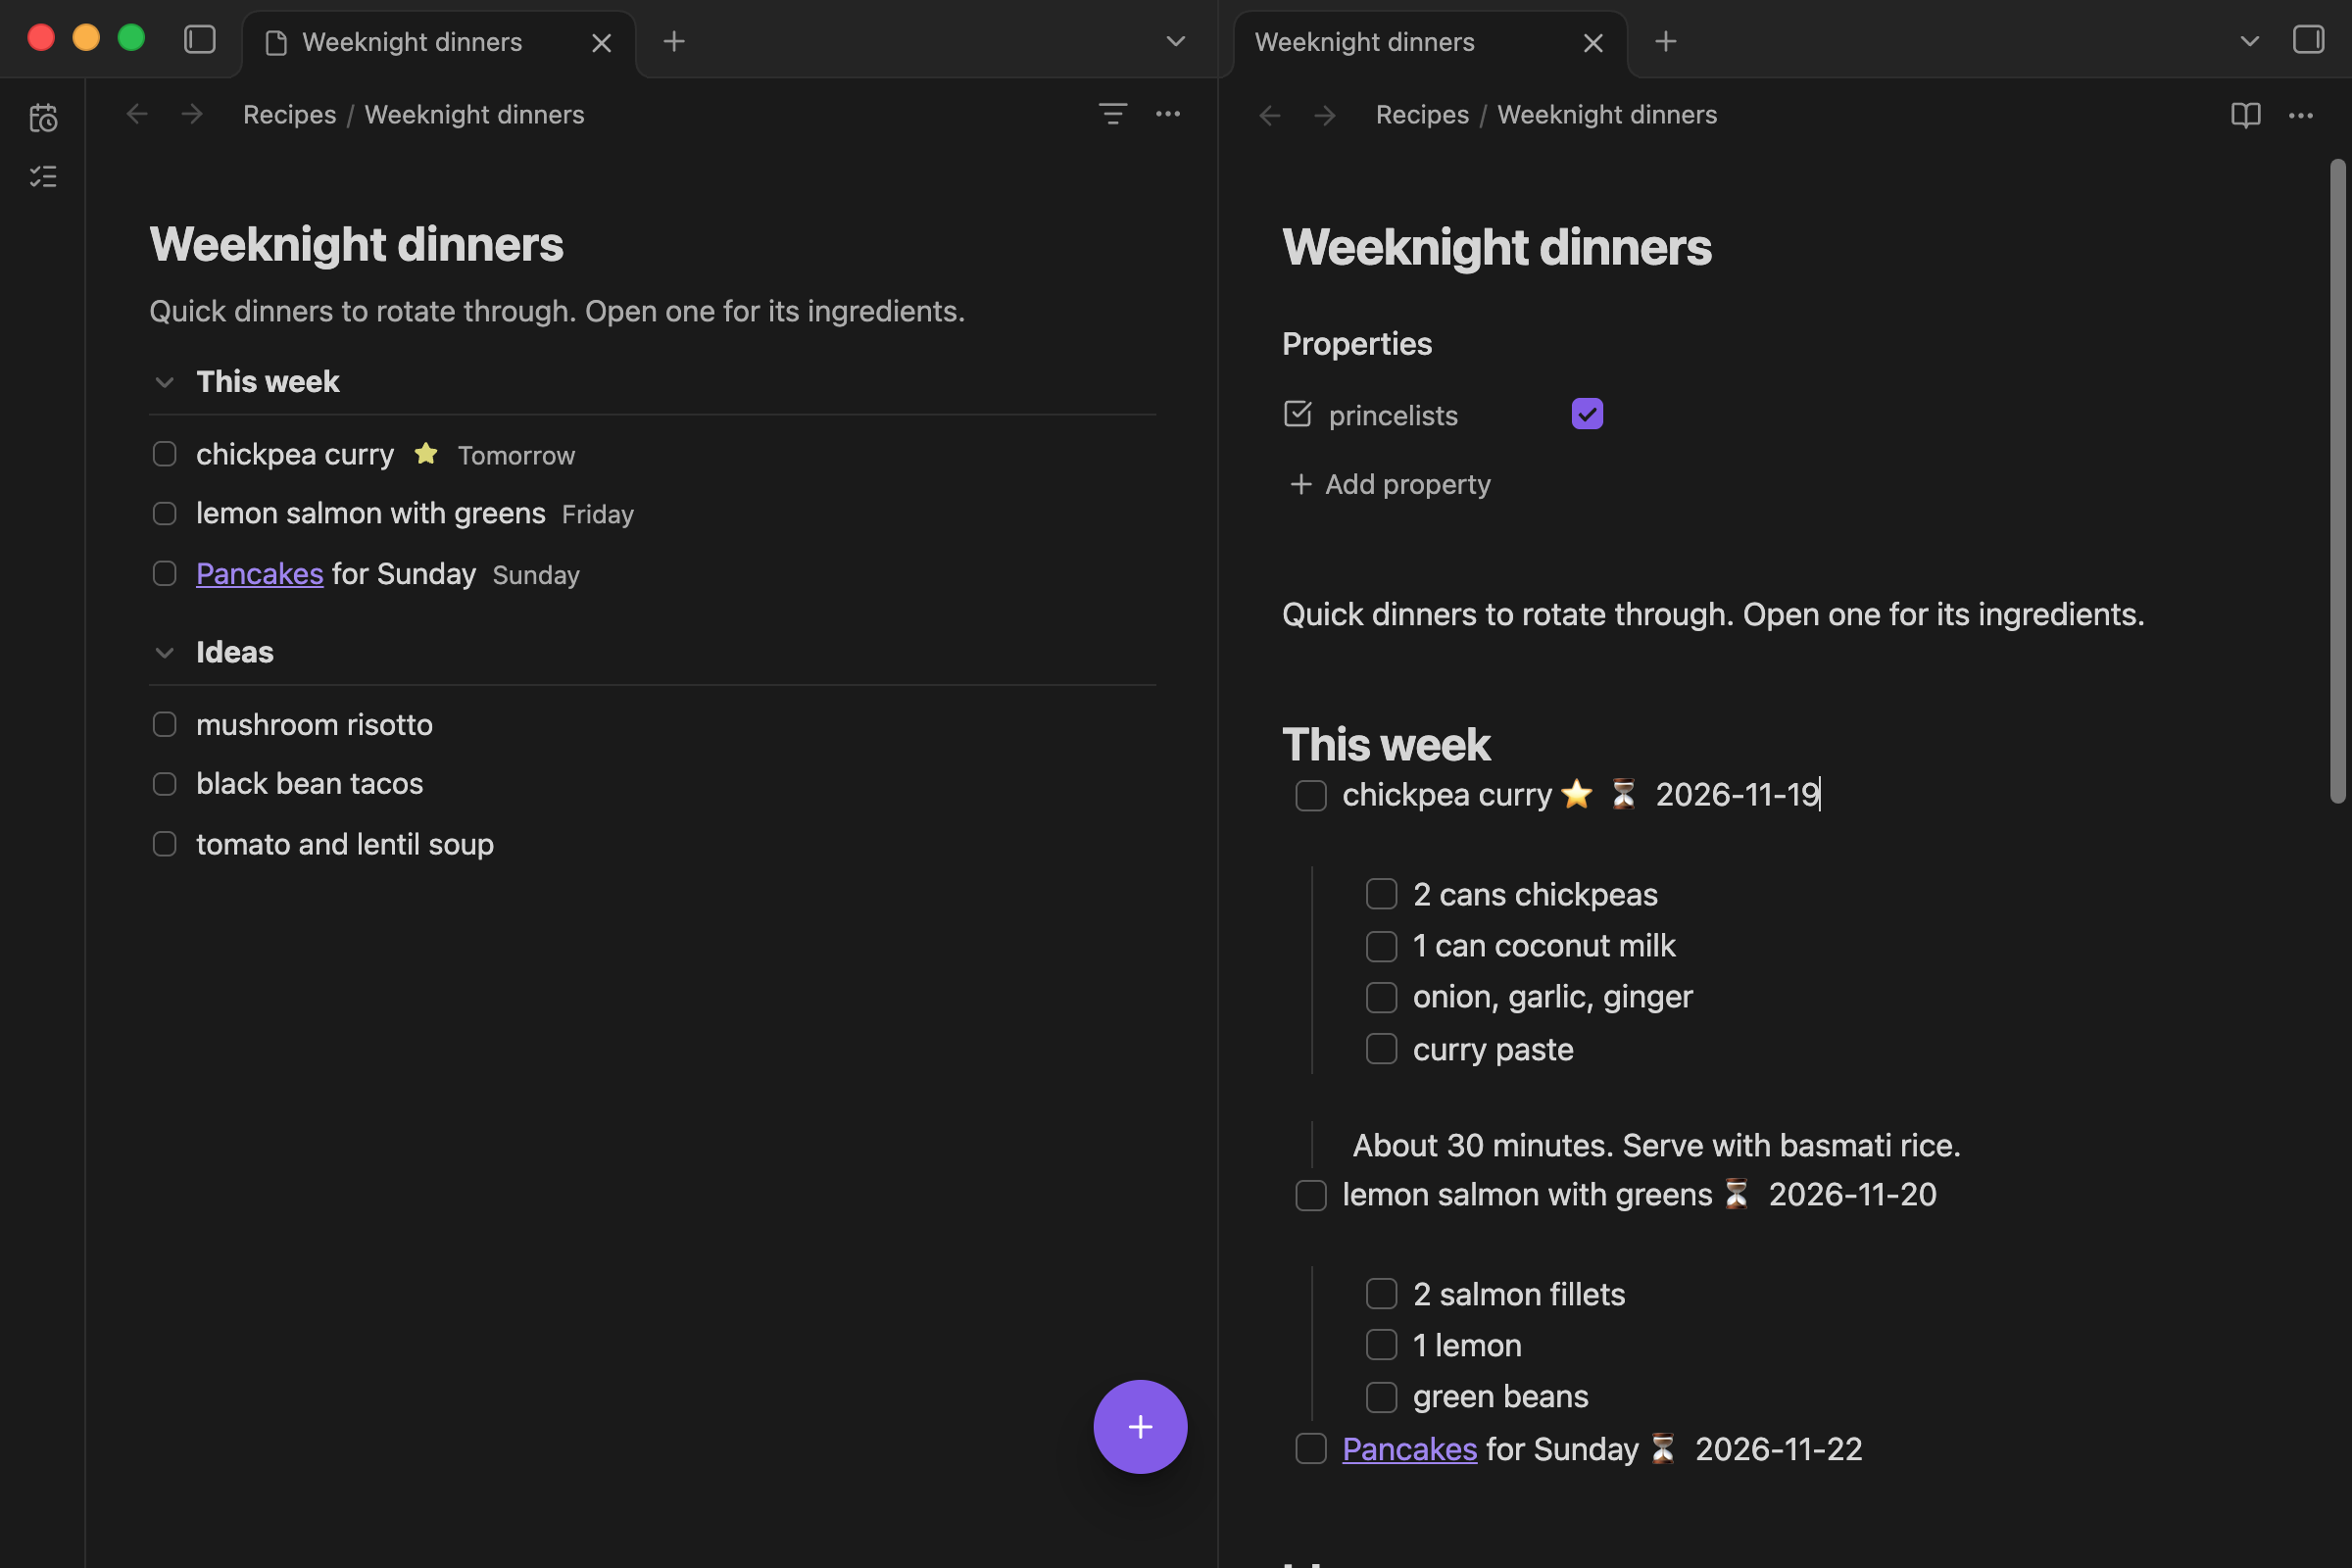 Weeknight dinners
Recipes / Weeknight dinners
Weeknight dinners
Quick dinners to rotate through. Open one for its ingredients.
This week
chickpea curry ⭐ Tomorrow
lemon salmon with greens Friday
Pancakes for Sunday Sunday
Ideas
mushroom risotto
black bean tacos
tomato and lentil soup
Weeknight dinners
Recipes / Weeknight dinners
Weeknight dinners
Properties
princelists
Add property
Quick dinners to rotate through. Open one for its ingredients.
This week
chickpea curry ⭐ ⏳ 2026-11-19
2 cans chickpeas
1 can coconut milk
onion, garlic, ginger
curry paste
About 30 minutes. Serve with basmati rice.
lemon salmon with greens ⏳ 2026-11-20
2 salmon fillets
1 lemon
green beans
Pancakes for Sunday ⏳ 2026-11-22